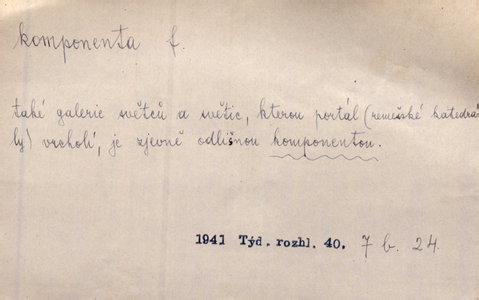 komponenta f.
také galerie světců a světic, kterou portál (remešské katedrá
ly) vrcholí, je zjevně odlišnou komponentou.
1941 Týd. rozhl. 40. 7 b. 24